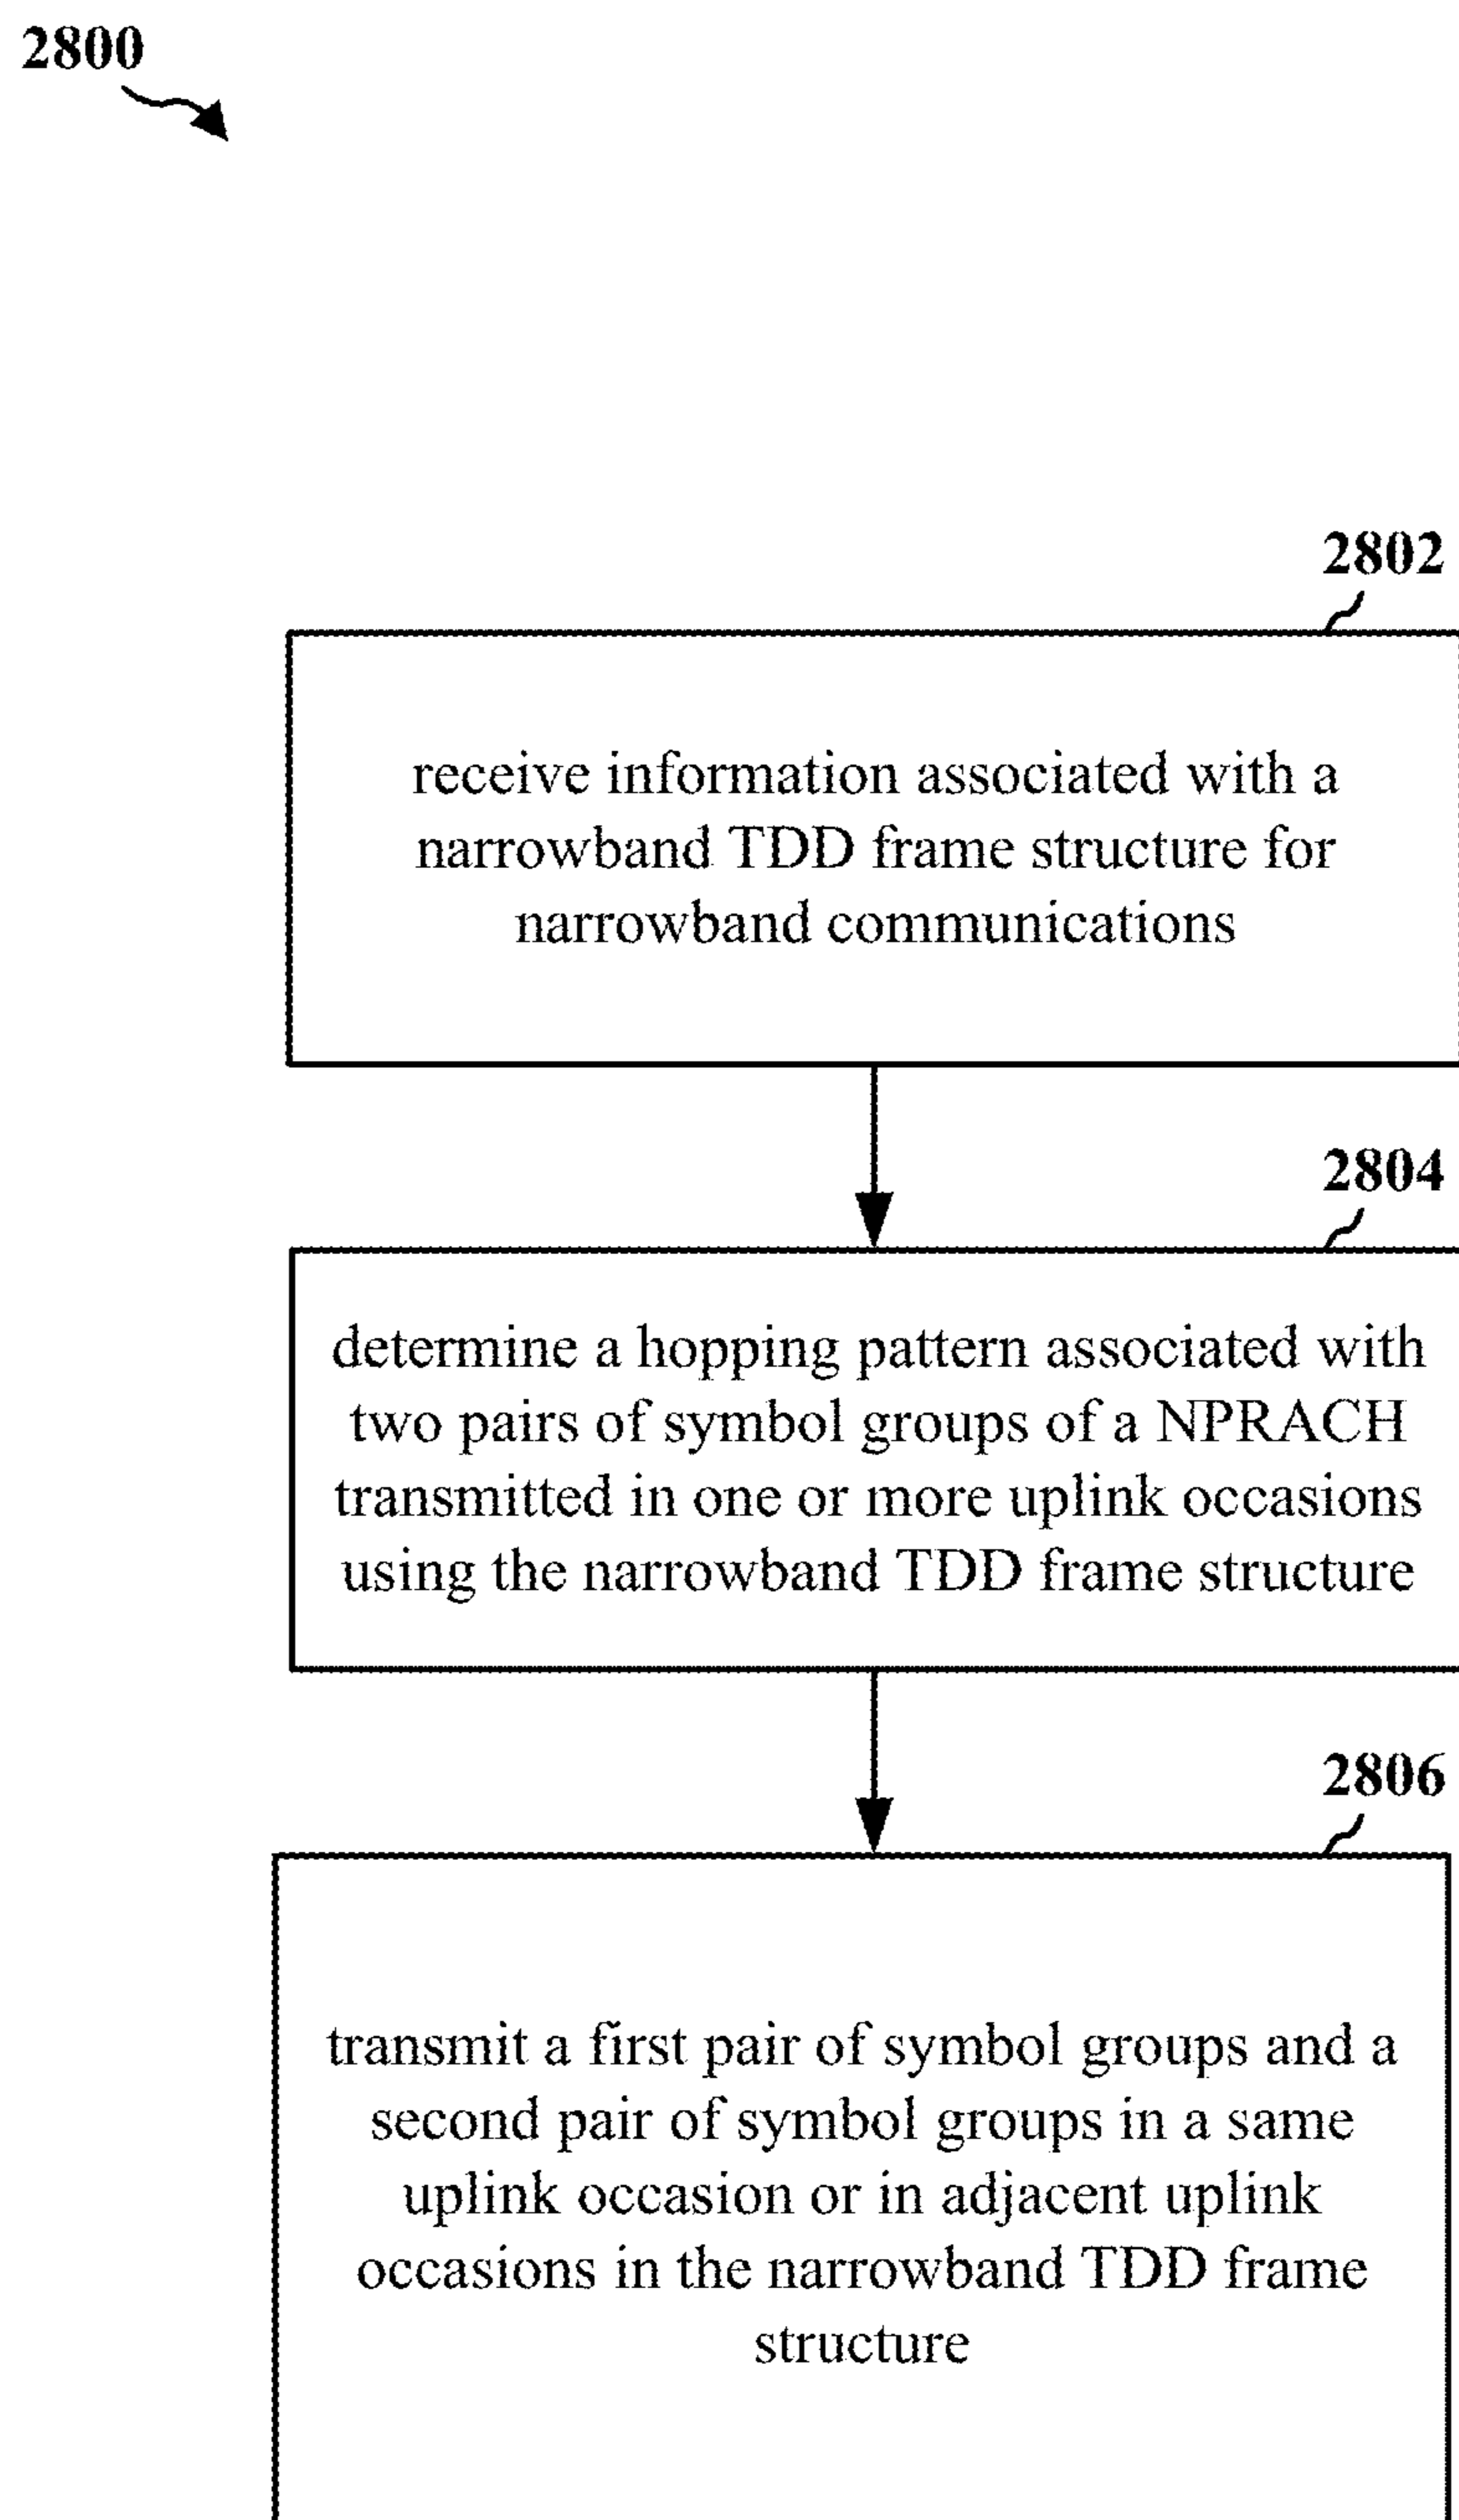 2800
2802
receive information associated with a
narrowband TDD frame structure for
narrowband communications
2804
determine a hopping pattern associated with
two pairs of symbol groups of a NPRACH
transmitted in one or more uplink occasions
using the narrowband TDD frame structure
2806
transmit a first pair of symbol groups and a
second pair of symbol groups in a same
uplink occasion or in adjacent uplink
occasions in the narrowband TDD frame
structure